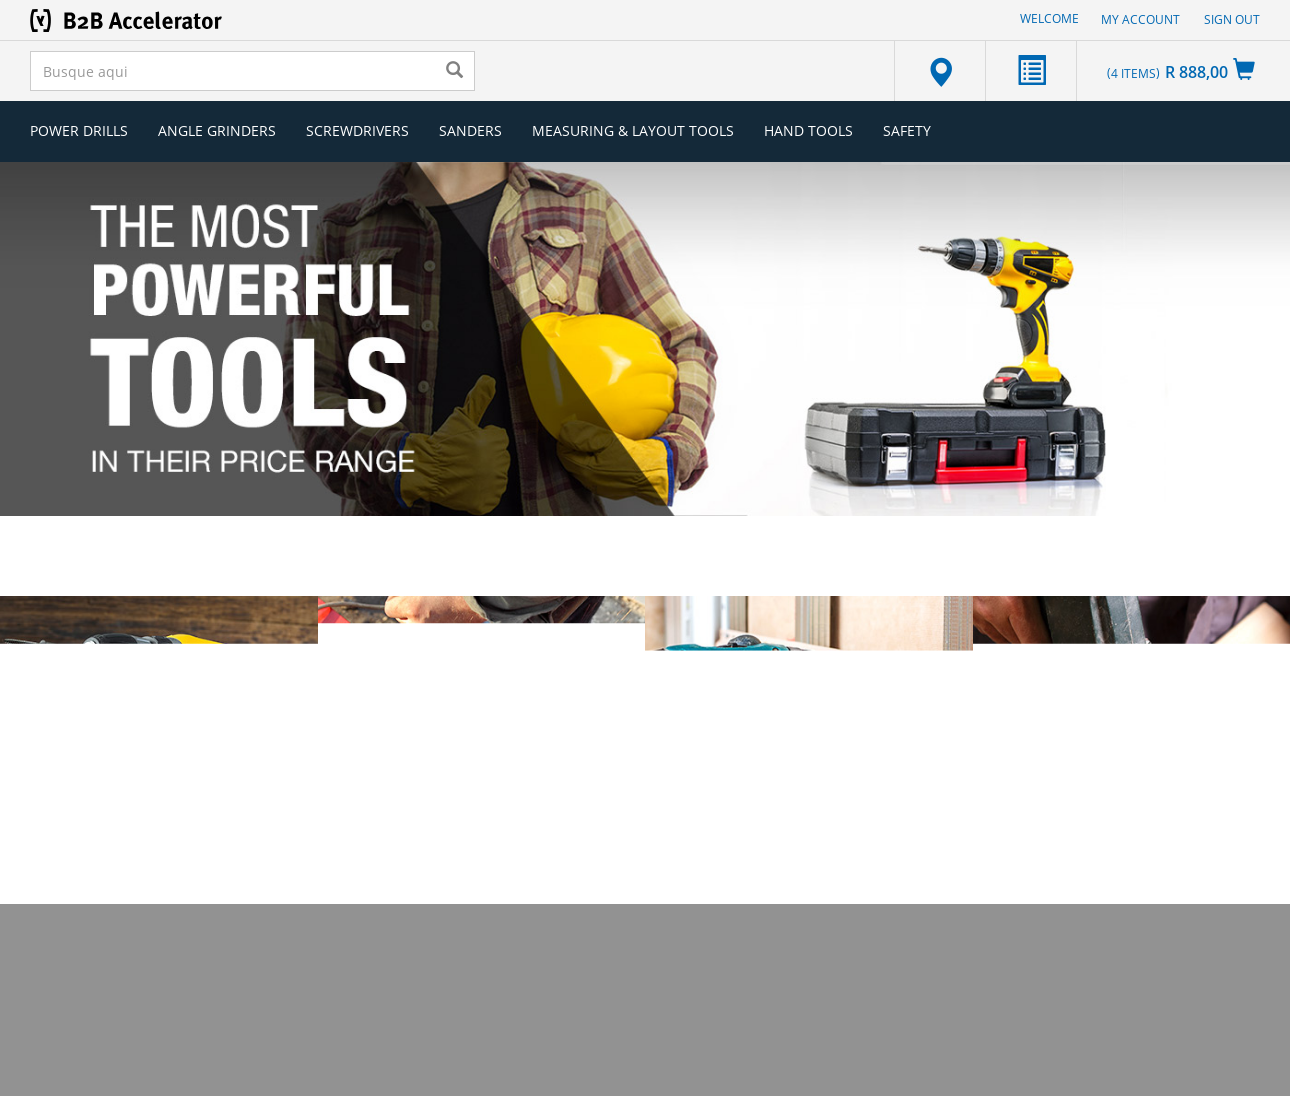 B2B Accelerator
WELCOME
MY ACCOUNT
SIGN OUT
Busque aqui
(4 ITEMS) R 888,00
POWER DRILLS
ANGLE GRINDERS
SCREWDRIVERS
SANDERS
MEASURING & LAYOUT TOOLS
HAND TOOLS
SAFETY
THE MOST
POWERFUL
TOOLS
IN THEIR PRICE RANGE